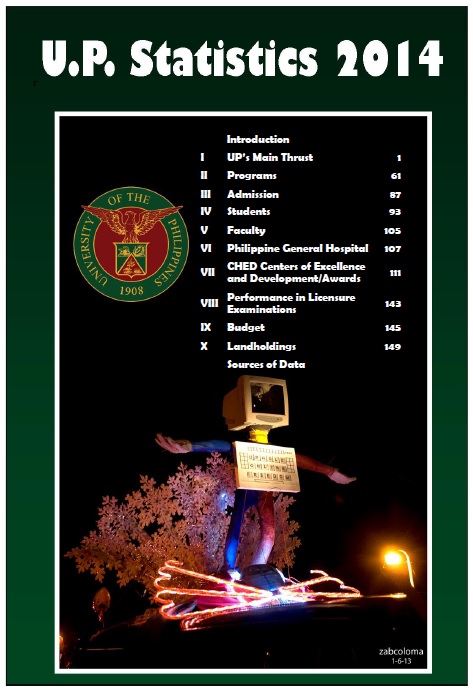 U.P. Statistics 2014
Introduction
I UP's Main Thrust 1
II Programs 61
III Admission 87
IV Students 93
V Faculty 105
VI Philippine General Hospital 107
VII CHED Centers of Excellence and Development/Awards 111
VIII Performance in Licensure Examinations 143
IX Budget 145
X Landholdings 149
Sources of Data
UNIVERSITY OF THE PHILIPPINES
1908
zabcoloma
1-6-13